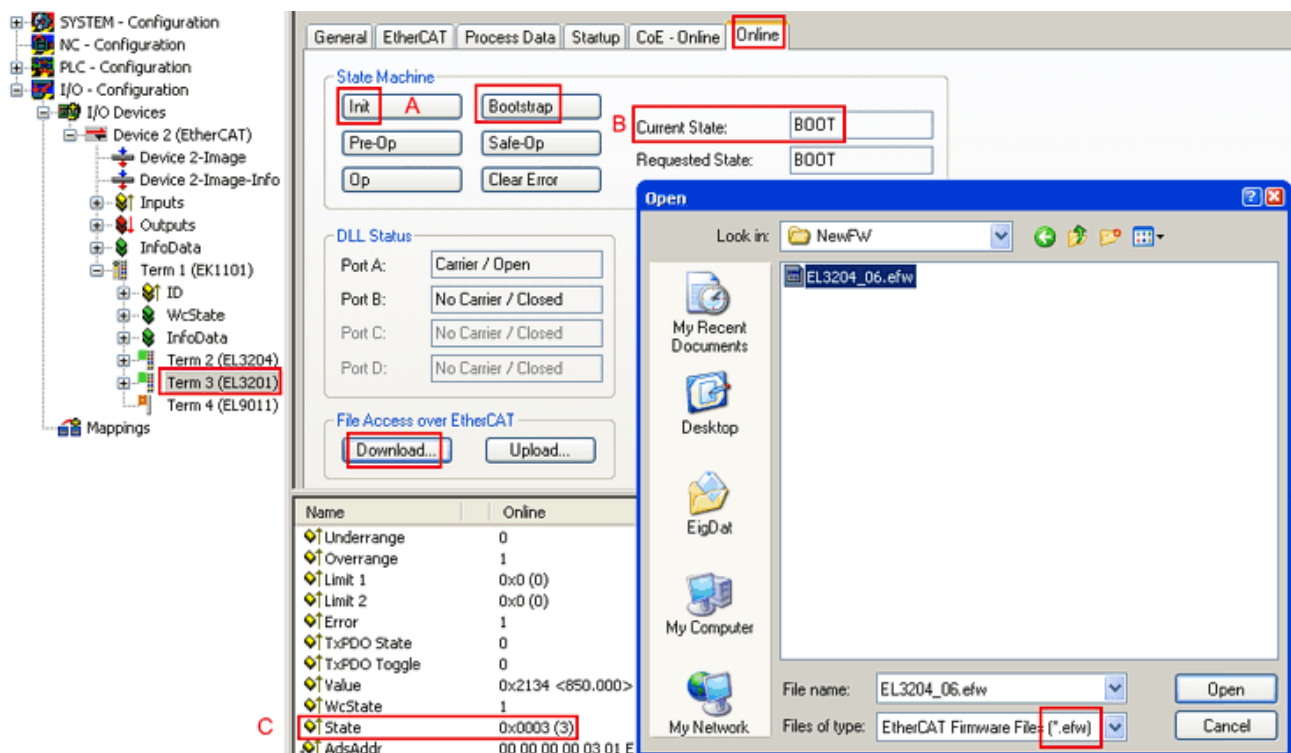 SYSTEM - Configuration
NC - Configuration
PLC - Configuration
I/O - Configuration
I/O Devices
Device 2 (EtherCAT)
Device 2-Image
Device 2-Image-Info
Inputs
Outputs
InfoData
Term 1 (EK1101)
ID
WcState
InfoData
Term 2 (EL3204)
Term 3 (EL3201)
Term 4 (EL9011)
Mappings
General EtherCAT Process Data Startup CoE - Online Online
State Machine
Init A Bootstrap
Pre-Op Safe-Op
Op Clear Error
B Current State: BOOT
Requested State: BOOT
DLL Status
Port A: Carrier / Open
Port B: No Carrier / Closed
Port C: No Carrier / Closed
Port D: No Carrier / Closed
File Access over EtherCAT
Download... Upload...
Name Online
Underrange 0
Overrange 1
Limit 1 0x0 (0)
Limit 2 0x0 (0)
Error 1
TxPDO State 0
TxPDO Toggle 0
Value 0x2134 <850.000>
WcState 1
C State 0x0003 (3)
AdsAddr 00 00 00 00 03 01 E
Open
Look in: NewFW
EL3204_06.efw
My Recent
Documents
Desktop
EigDat
My Computer
My Network
File name: EL3204_06.efw Open
Files of type: EtherCAT Firmware Files (*.efw) Cancel